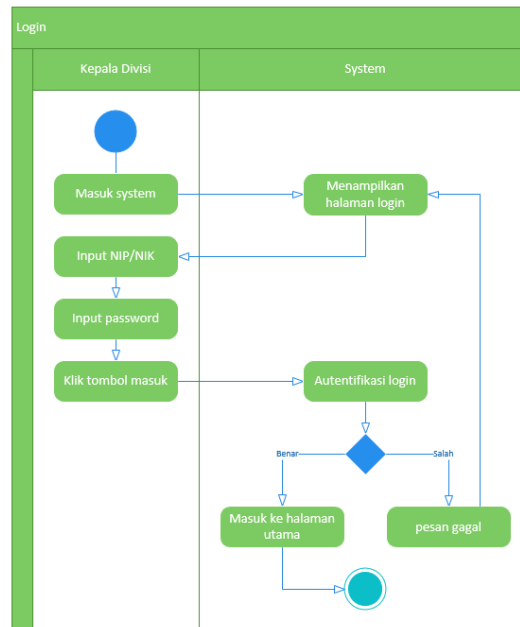 Login
Kepala Divisi
System
Masuk system
Menampilkan
halaman login
Input NIP/NIK
Input password
Klik tombol masuk
Autentifikasi login
Benar
Salah
Masuk ke halaman
utama
pesan gagal